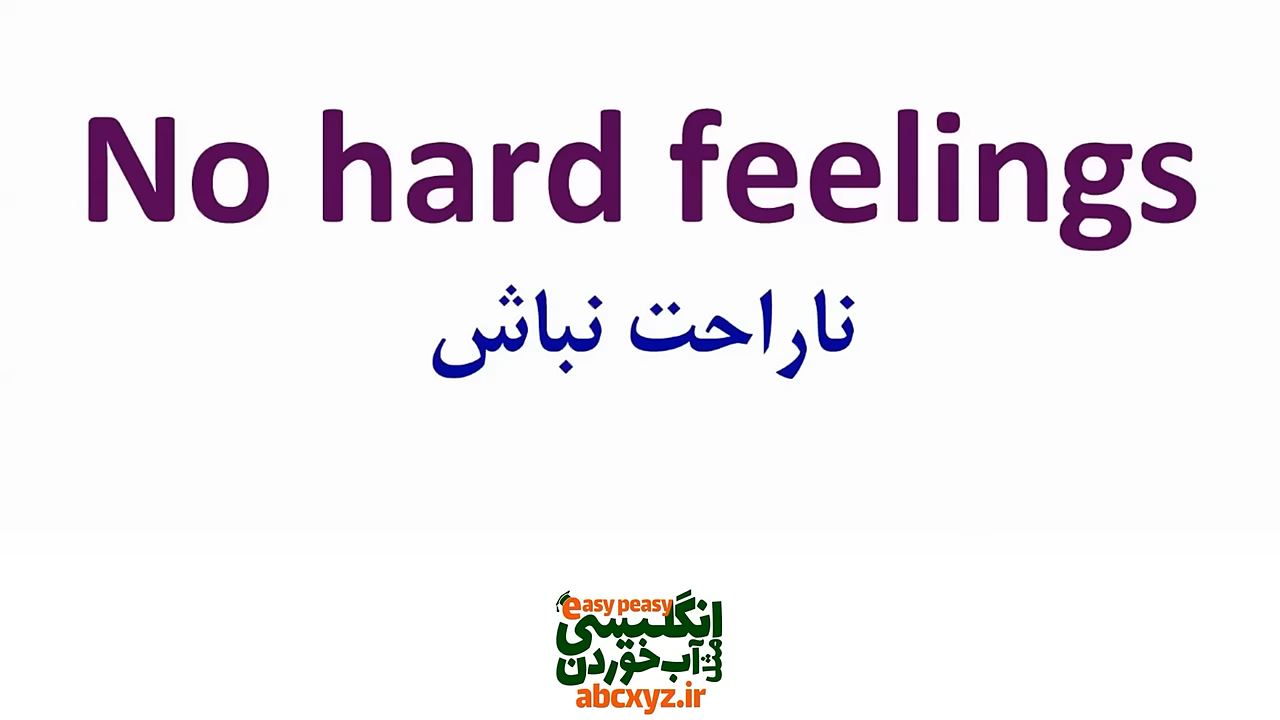 No hard feelings
ناراحت نباش
easy peasy
انگلیسی
مثل آب خوردن
abcxyz.ir